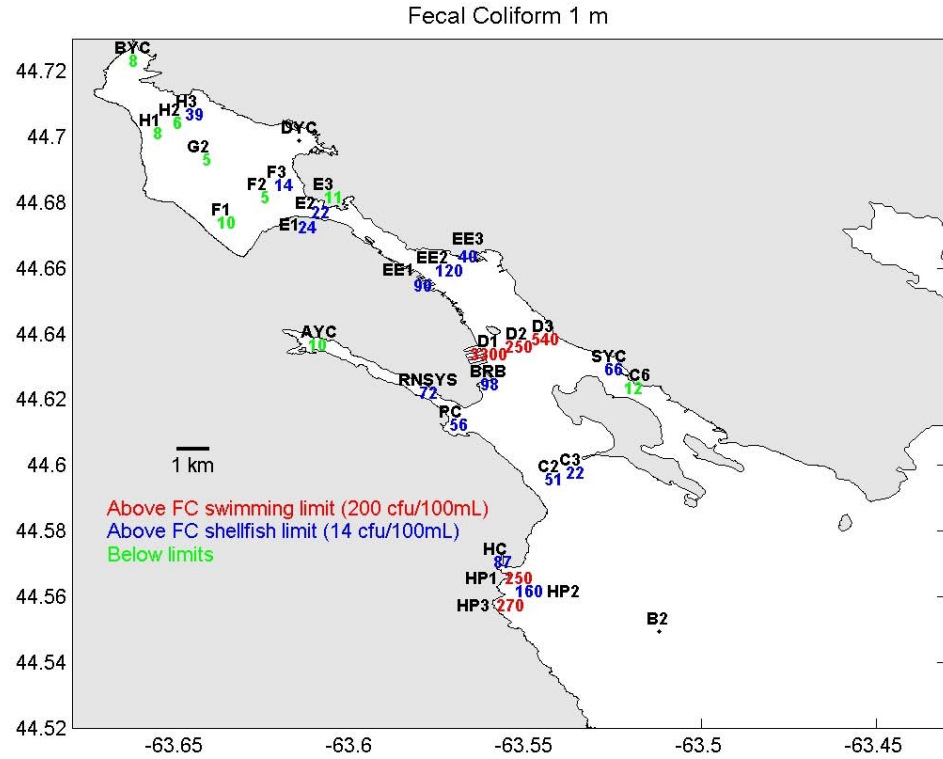 Fecal Coliform 1 m
44.72
44.7
44.68
44.66
44.64
44.62
44.6
44.58
44.56
44.54
44.52
BYC
8
H3
39
H2
6
H1
8
DYC
G2
5
F3
14
F2
5
E3
11
E2
22
F1
10
E1 24
EE3
40
EE2
120
EE1
90
D3
540
D2
250
D1
3300
AYC
10
SYC
66
C6
12
BRB
98
RNSYS
72
PC
56
1 km
C3
22
C2
51
Above FC swimming limit (200 cfu/100mL)
Above FC shellfish limit (14 cfu/100mL)
Below limits
HC
87
HP1 250
160 HP2
HP3 270
B2
-63.65 -63.6 -63.55 -63.5 -63.45